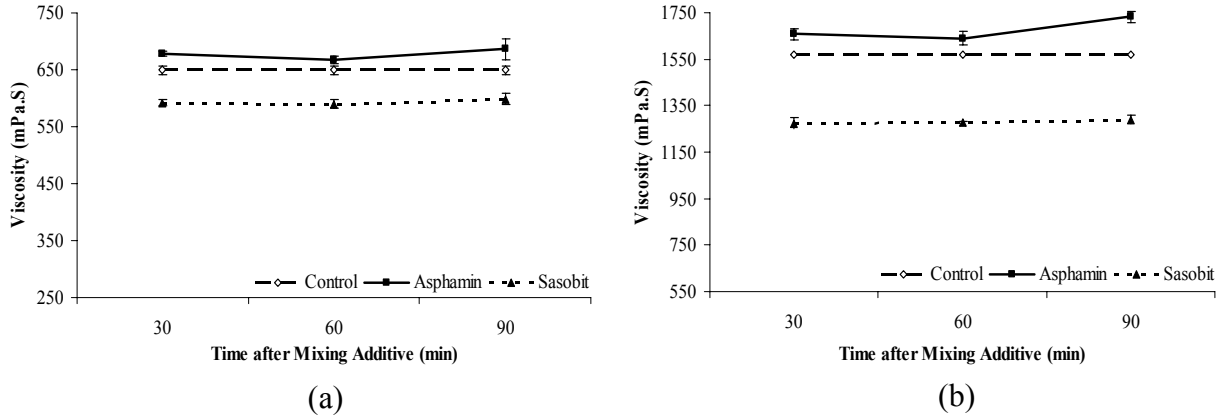 750
650
550
450
350
250
Viscosity (mPa.S)
Control Asphamin Sasobit
30 60 90
Time after Mixing Additive (min)
(a)
1750
1550
1350
1150
950
750
550
Viscosity (mPa.S)
Control Asphamin Sasobit
30 60 90
Time after Mixing Additive (min)
(b)